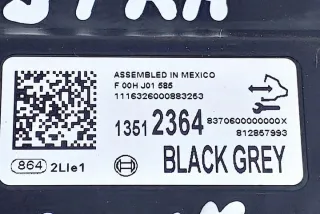 ASSEMBLED IN MEXICO
F 00H J01 585
1116326000883253
1351 2364
8370600000000X
812857993
864 2LIe1
BLACK GREY